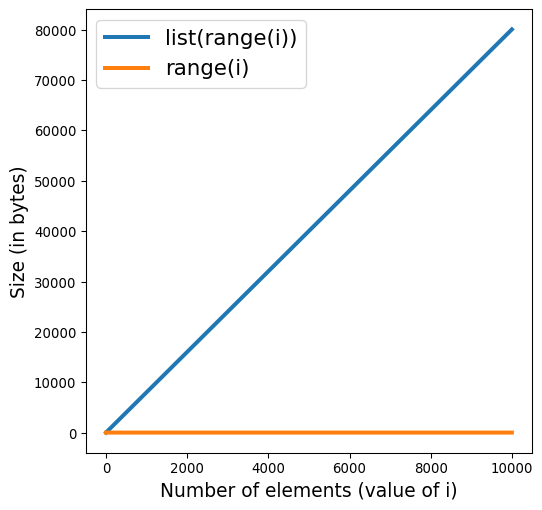 list(range(i))
range(i)
80000
70000
60000
50000
40000
30000
20000
10000
0
Size (in bytes)
0 2000 4000 6000 8000 10000
Number of elements (value of i)